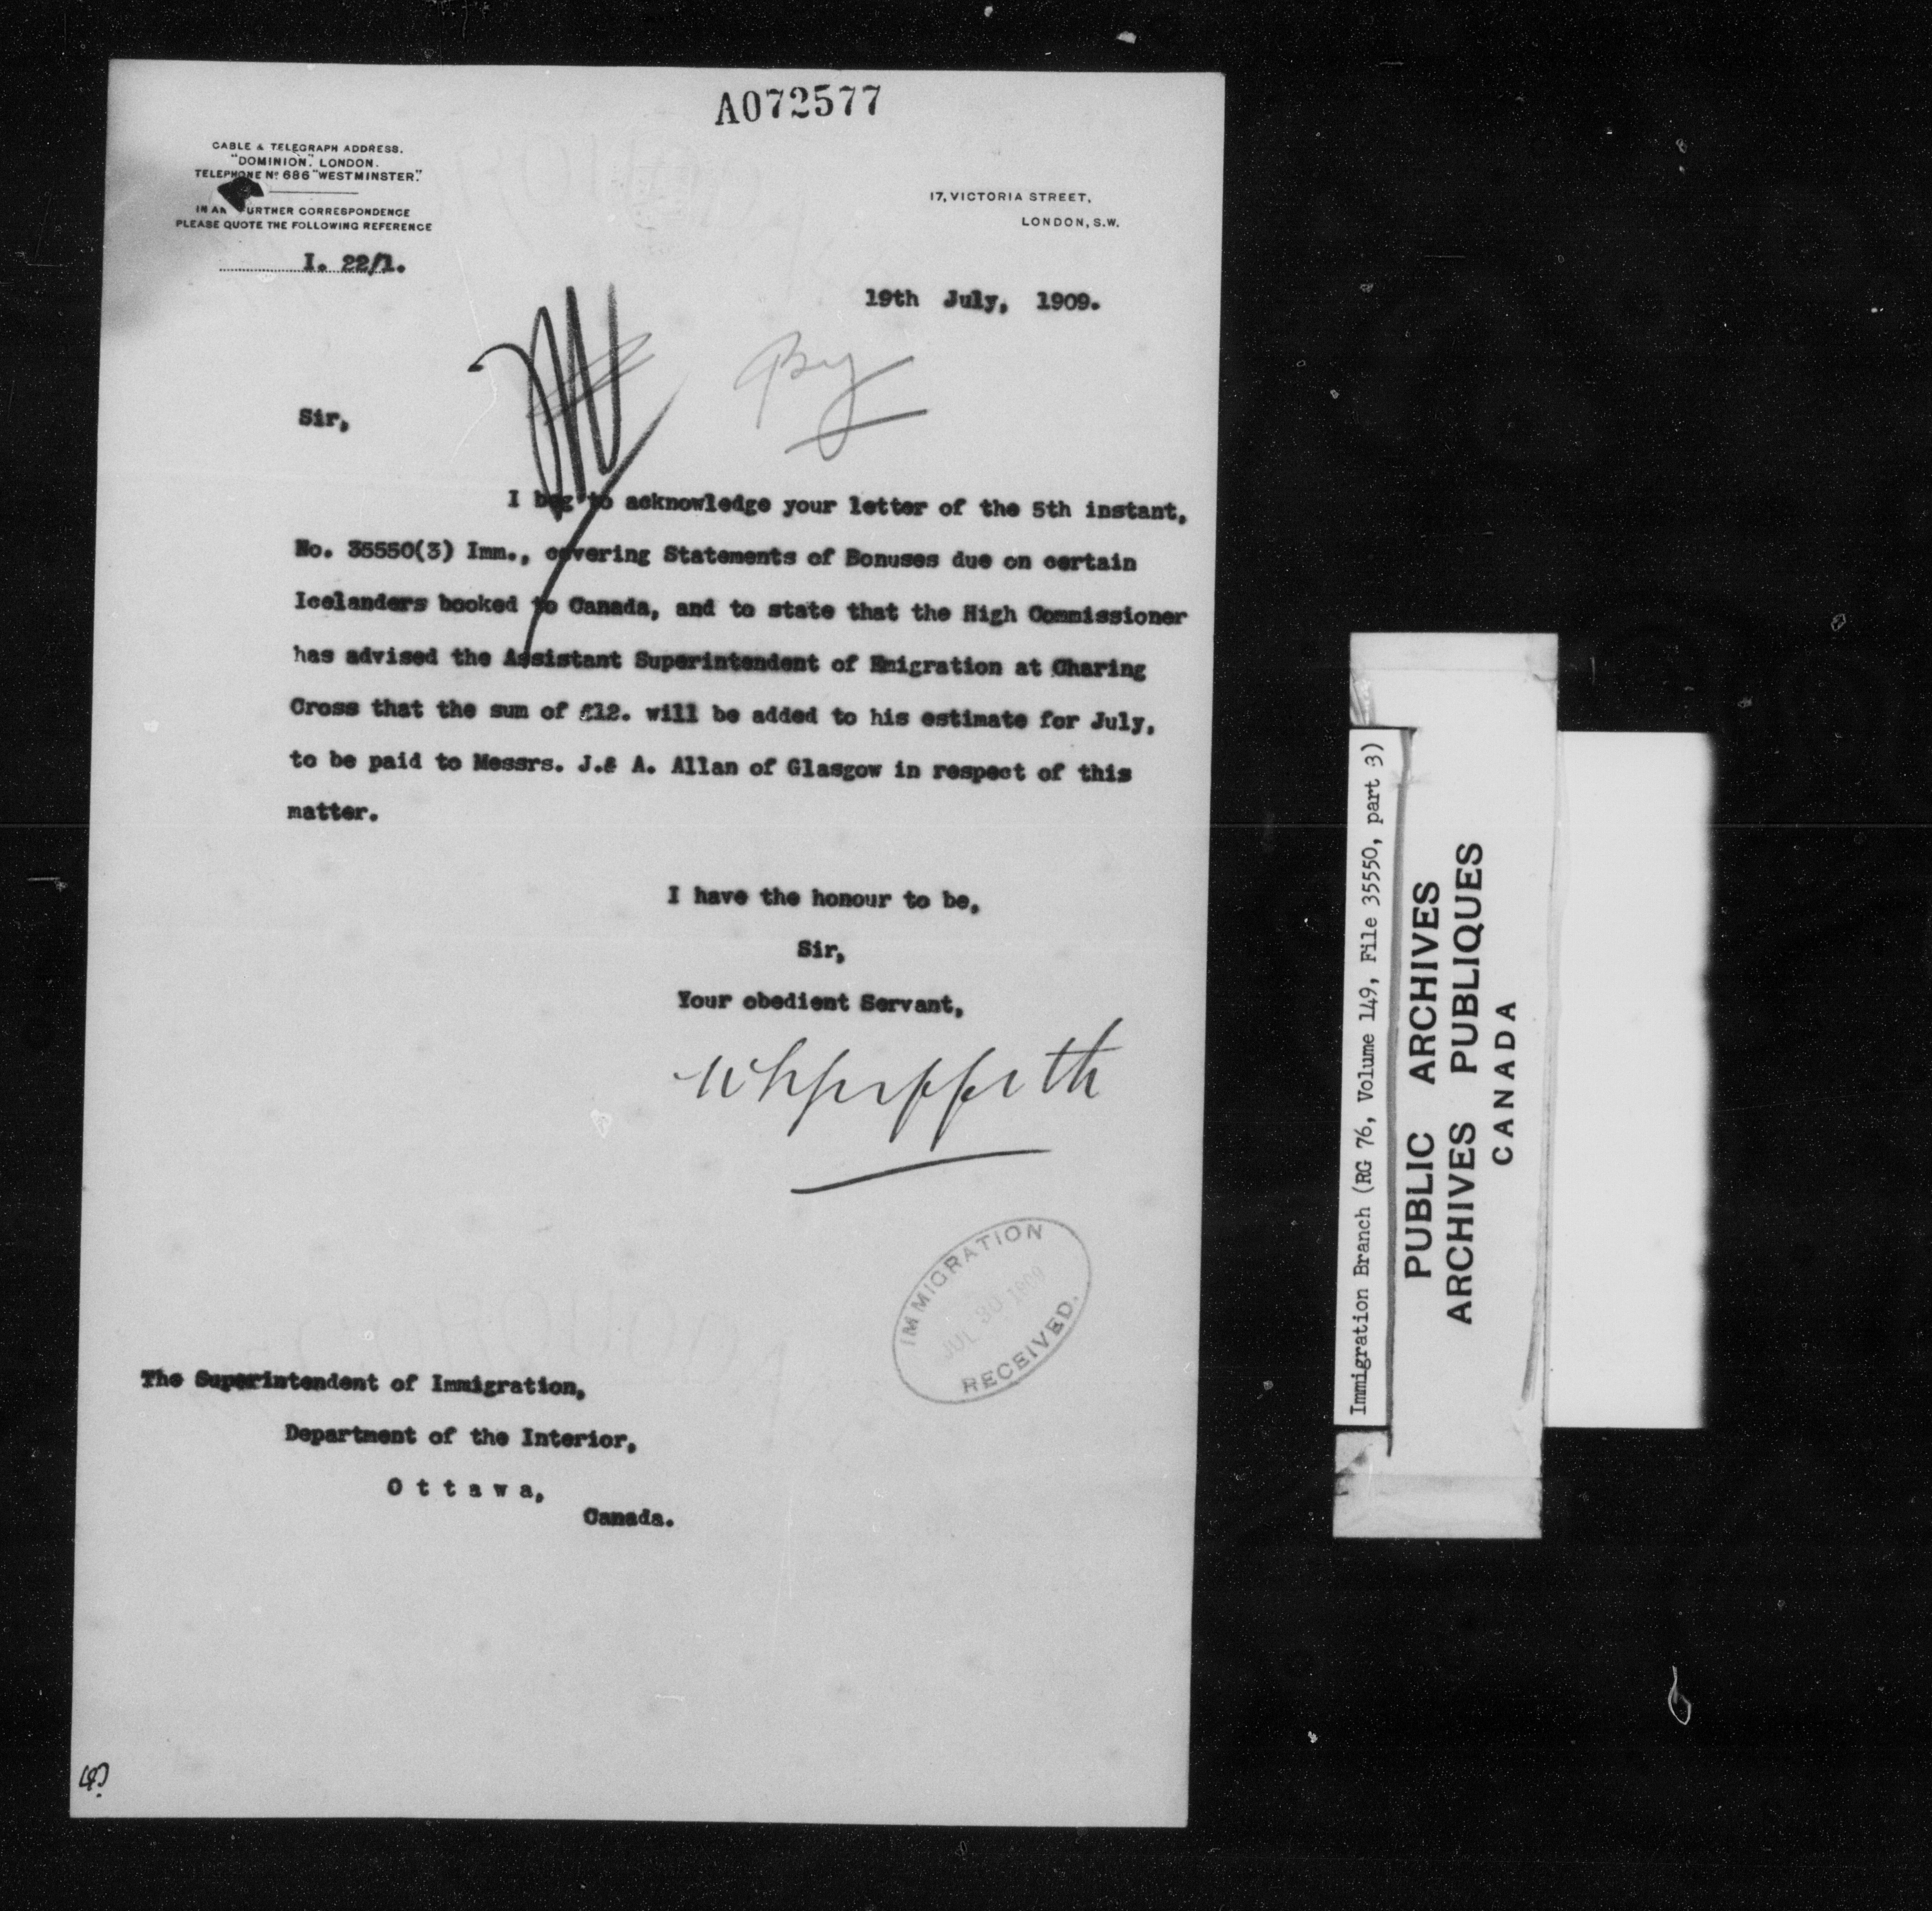 A072577
CABLE & TELEGRAPH ADDRESS.
"DOMINION". LONDON.
TELEPHONE Nº 686 "WESTMINSTER."
IN AN FURTHER CORRESPONDENCE
PLEASE QUOTE THE FOLLOWING REFERENCE
I. 22/1.
17, VICTORIA STREET,
LONDON, S.W.
19th July, 1909.
Sir,
I beg to acknowledge your letter of the 5th instant,
No. 35550(3) Imm., covering Statements of Bonuses due on certain
Icelanders booked to Canada, and to state that the High Commissioner
has advised the Assistant Superintendent of Emigration at Charing
Cross that the sum of £12. will be added to his estimate for July,
to be paid to Messrs. J.& A. Allan of Glasgow in respect of this
matter.
I have the honour to be,
Sir,
Your obedient Servant,
WLGriffith
IMMIGRATION
JUL 30 1909
RECEIVED.
The Superintendent of Immigration,
Department of the Interior,
Ottawa,
Canada.
Immigration Branch (RG 76, Volume 149, File 35550, part 3)
PUBLIC ARCHIVES
ARCHIVES PUBLIQUES
CANADA